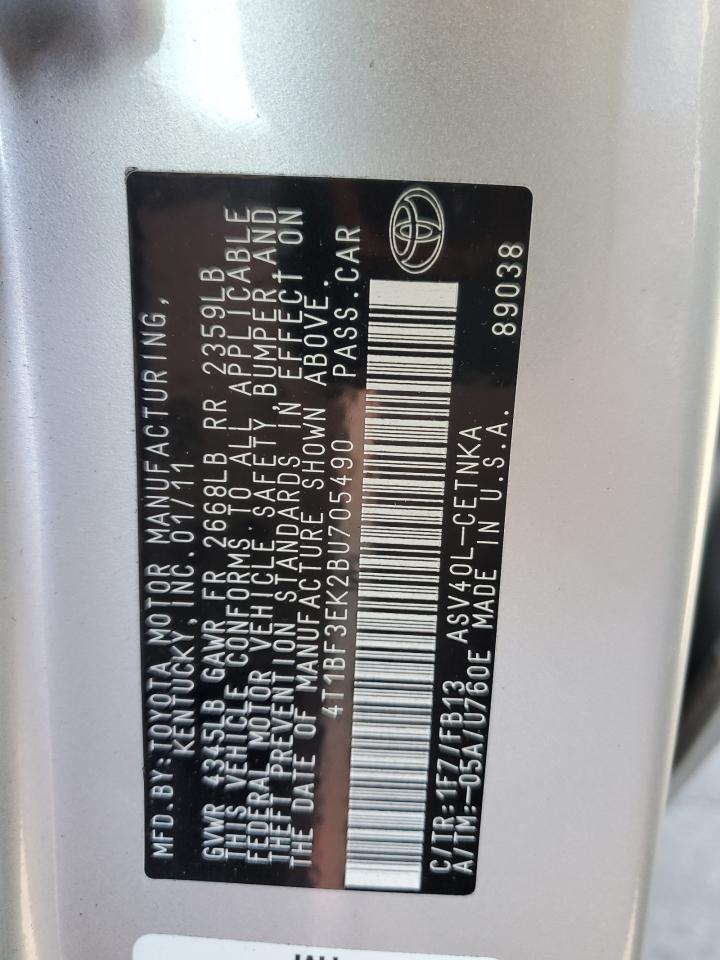 MFD.BY:TOYOTA MOTOR MANUFACTURING,
KENTUCKY, INC.01/11
GVWR 4345LB GAWR FR 2668LB RR 2359LB
THIS VEHICLE CONFORMS TO ALL APPLICABLE
FEDERAL MOTOR VEHICLE SAFETY BUMPER, AND
THEFT PREVENTION STANDARDS IN EFFECT ON
THE DATE OF MANUFACTURE SHOWN ABOVE.
4T1BF3EK2BU705490 PASS.CAR
C/TR:1FZ/FB13 ASV40L-CETNKA
A/TM:-05A/U760E MADE IN U.S.A. 89038